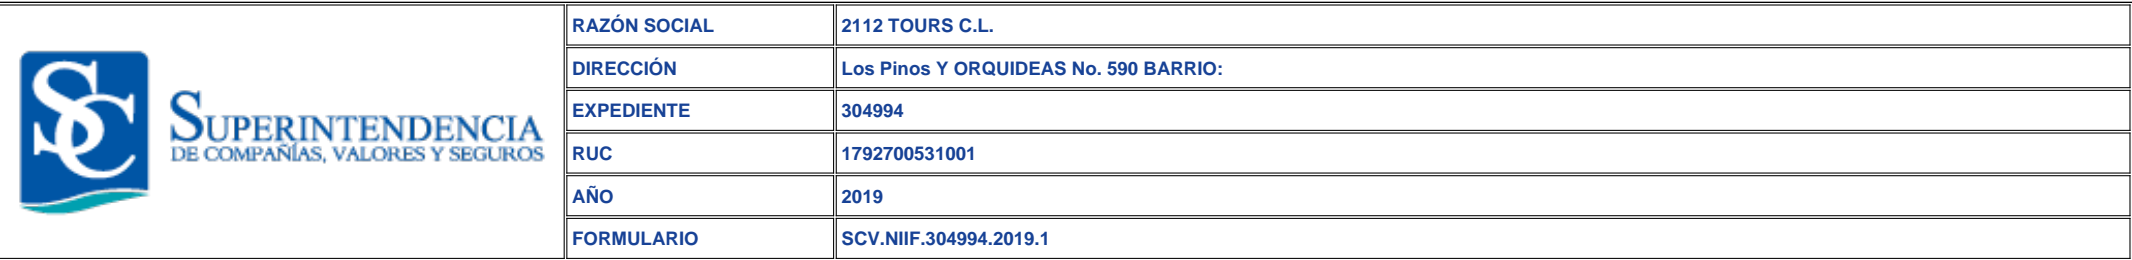 SC
SUPERINTENDENCIA
DE COMPAÑÍAS, VALORES Y SEGUROS
RAZÓN SOCIAL 2112 TOURS C.L.
DIRECCIÓN Los Pinos Y ORQUIDEAS No. 590 BARRIO:
EXPEDIENTE 304994
RUC 1792700531001
AÑO 2019
FORMULARIO SCV.NIIF.304994.2019.1